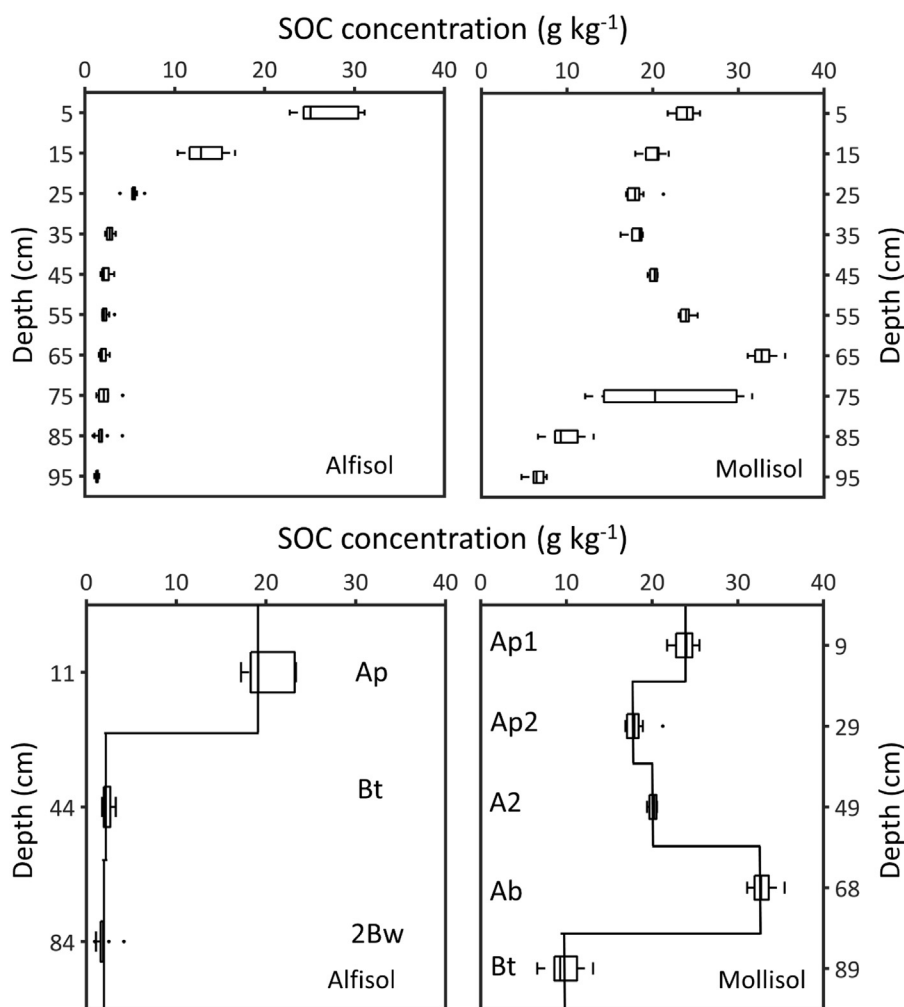 SOC concentration (g kg⁻¹)
0 10 20 30 40
0 10 20 30 40
Depth (cm)
5
15
25
35
45
55
65
75
85
95
Alfisol
5
15
25
35
45
55
65
75
85
95
Mollisol
Depth (cm)
SOC concentration (g kg⁻¹)
0 10 20 30 40
0 10 20 30 40
Depth (cm)
11
44
84
Ap
Bt
2Bw
Alfisol
Ap1
Ap2
A2
Ab
Bt
Mollisol
9
29
49
68
89
Depth (cm)